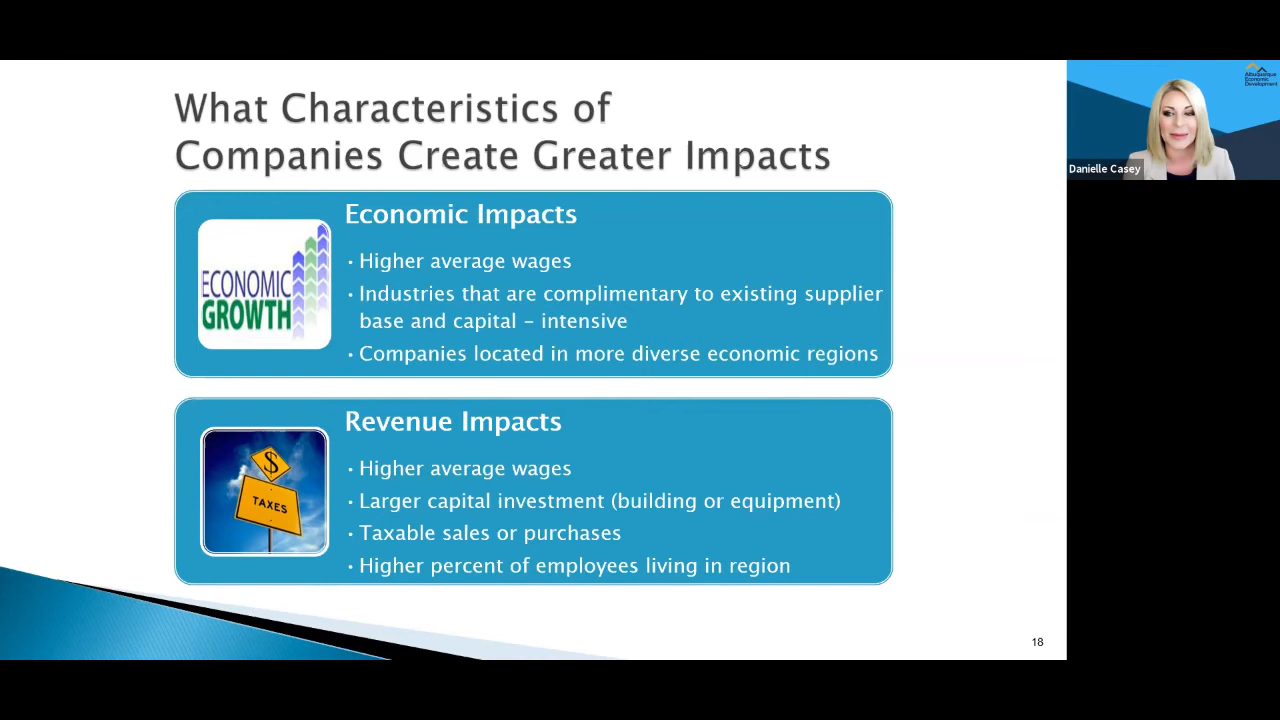 What Characteristics of
Companies Create Greater Impacts
Economic Impacts
ECONOMIC
GROWTH
• Higher average wages
• Industries that are complimentary to existing supplier
base and capital – intensive
• Companies located in more diverse economic regions
Revenue Impacts
$
TAXES
• Higher average wages
• Larger capital investment (building or equipment)
• Taxable sales or purchases
• Higher percent of employees living in region
18
Albuquerque
Economic
Development
Danielle Casey